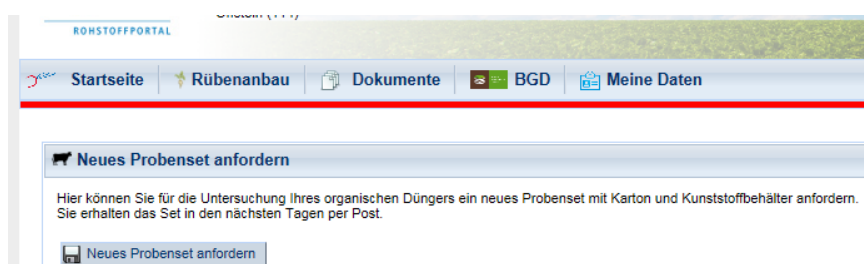 ROHSTOFFPORTAL
Startseite Rübenanbau Dokumente BGD Meine Daten
Neues Probenset anfordern
Hier können Sie für die Untersuchung Ihres organischen Düngers ein neues Probenset mit Karton und Kunststoffbehälter anfordern.
Sie erhalten das Set in den nächsten Tagen per Post.
Neues Probenset anfordern